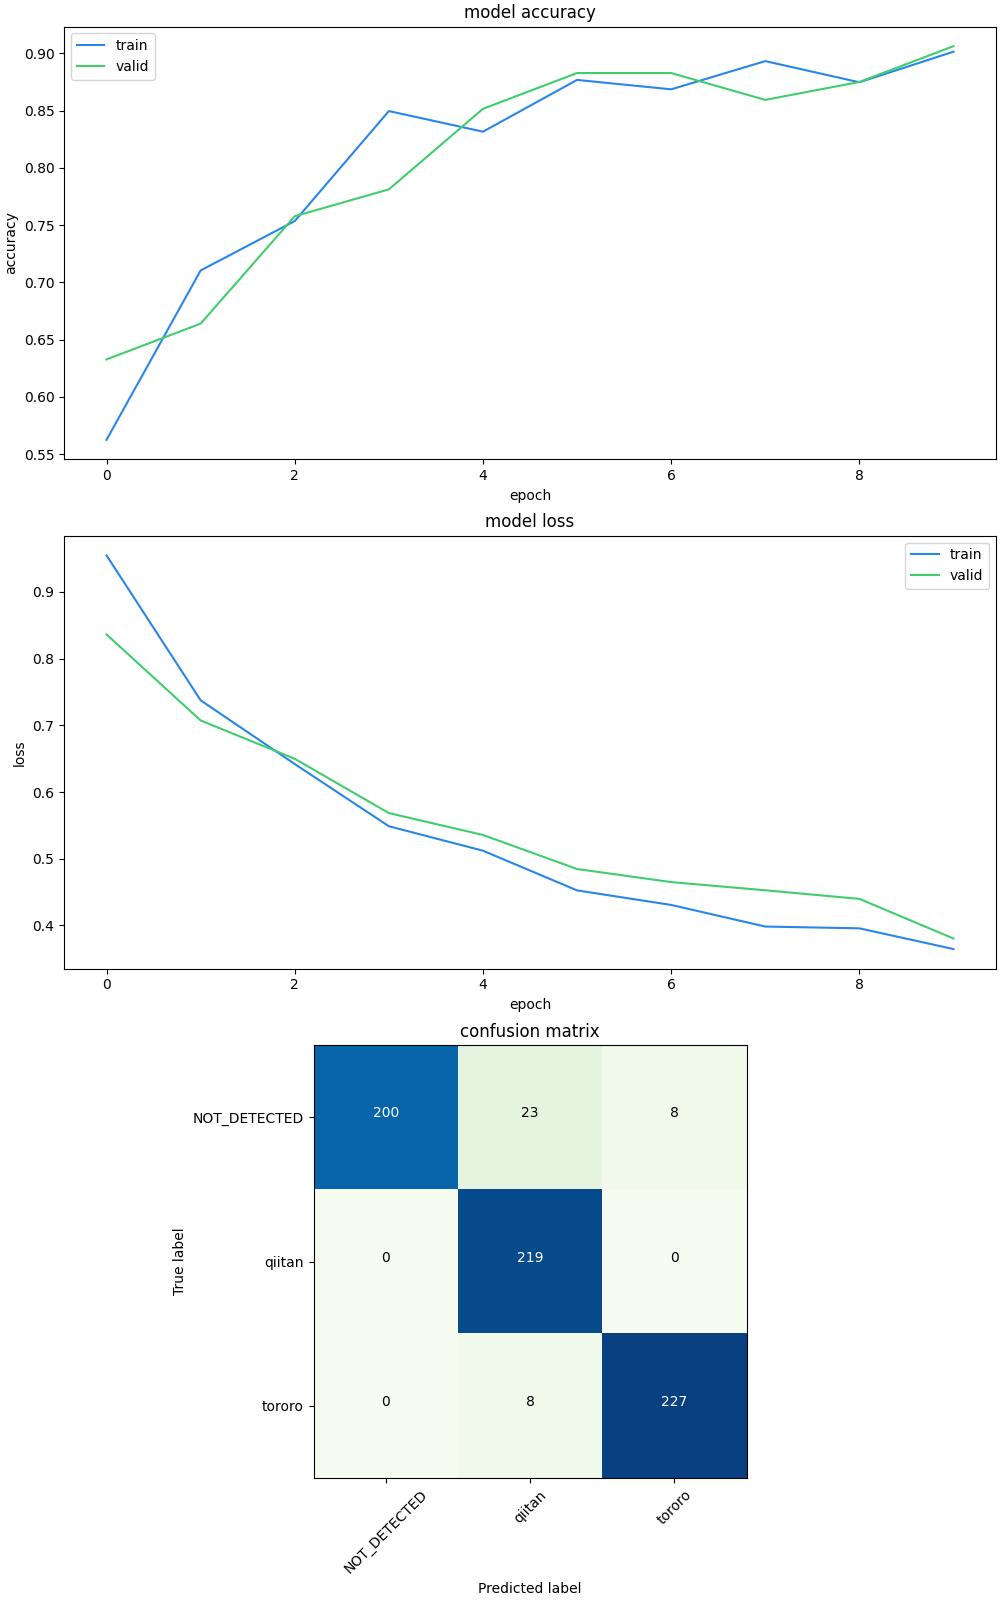 model accuracy
train
valid
0.90
0.85
0.80
0.75
0.70
0.65
0.60
0.55
accuracy
0 2 4 6 8
epoch
model loss
train
valid
0.9
0.8
0.7
0.6
0.5
0.4
loss
0 2 4 6 8
epoch
confusion matrix
NOT_DETECTED 200 23 8
qiitan 0 219 0
tororo 0 8 227
True label
NOT_DETECTED qiitan tororo
Predicted label